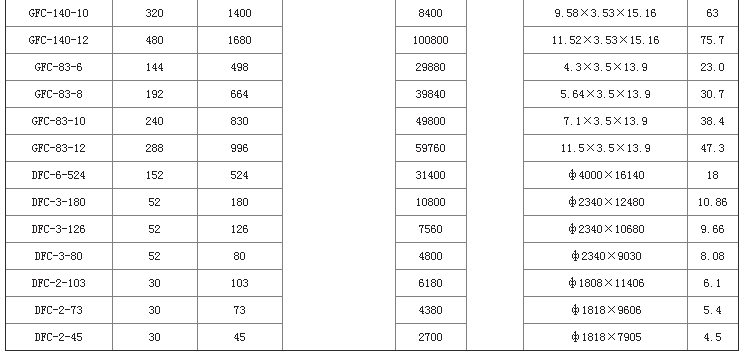 GFC-140-10 320 1400 8400 9.58×3.53×15.16 63
GFC-140-12 480 1680 100800 11.52×3.53×15.16 75.7
GFC-83-6 144 498 29880 4.3×3.5×13.9 23.0
GFC-83-8 192 664 39840 5.64×3.5×13.9 30.7
GFC-83-10 240 830 49800 7.1×3.5×13.9 38.4
GFC-83-12 288 996 59760 11.5×3.5×13.9 47.3
DFC-6-524 152 524 31400 ф4000×16140 18
DFC-3-180 52 180 10800 ф2340×12480 10.86
DFC-3-126 52 126 7560 ф2340×10680 9.66
DFC-3-80 52 80 4800 ф2340×9030 8.08
DFC-2-103 30 103 6180 ф1808×11406 6.1
DFC-2-73 30 73 4380 ф1818×9606 5.4
DFC-2-45 30 45 2700 ф1818×7905 4.5